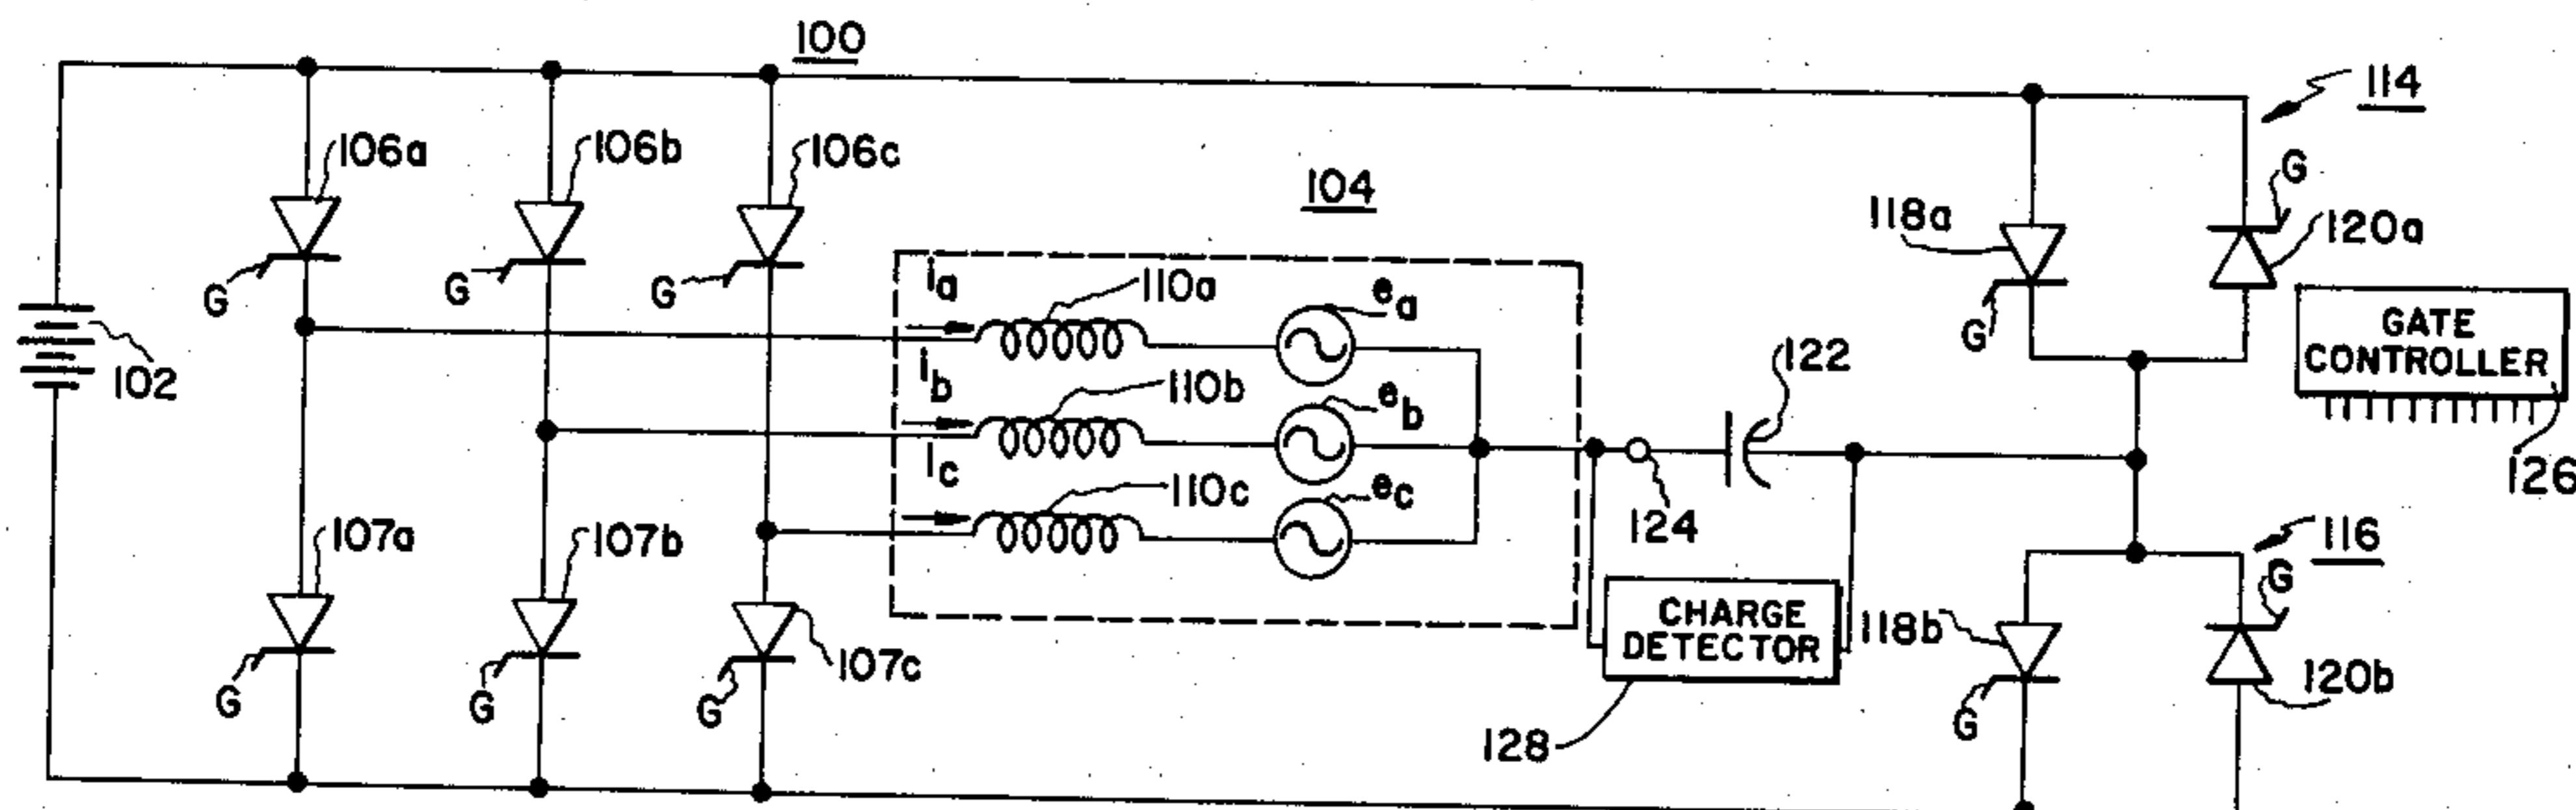 100
114
106a
106b
106c
104
G
118a
120a
G
G
G
G
ia
110a
ea
GATE
CONTROLLER
102
ib
110b
eb
122
126
ic
110c
ec
124
107a
107b
116
G
CHARGE
DETECTOR
118b
107c
120b
G
G
G
G
128